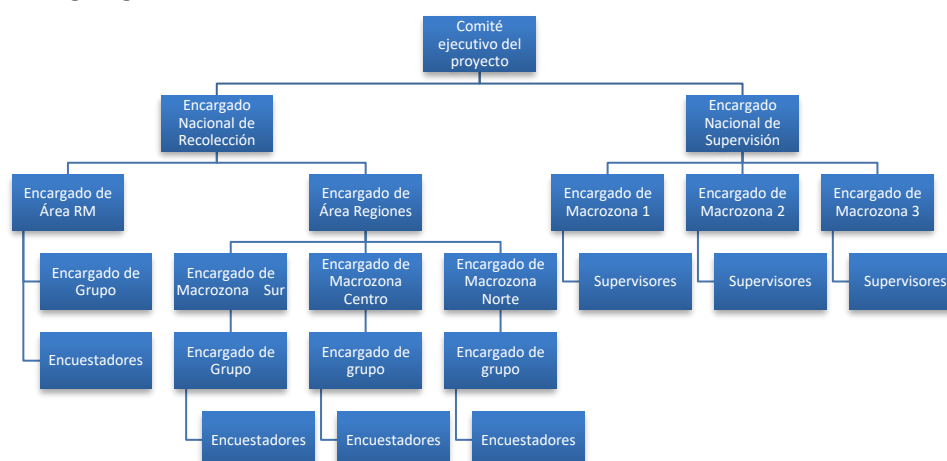 Comité
ejecutivo del
proyecto
Encargado
Nacional de
Recolección
Encargado
Nacional de
Supervisión
Encargado de
Área RM
Encargado de
Área Regiones
Encargado de
Macrozona 1
Encargado de
Macrozona 2
Encargado de
Macrozona 3
Encargado de
Grupo
Encargado de
Macrozona Sur
Encargado de
Macrozona
Centro
Encargado de
Macrozona
Norte
Supervisores
Supervisores
Supervisores
Encuestadores
Encargado de
Grupo
Encargado de
grupo
Encargado de
grupo
Encuestadores
Encuestadores
Encuestadores